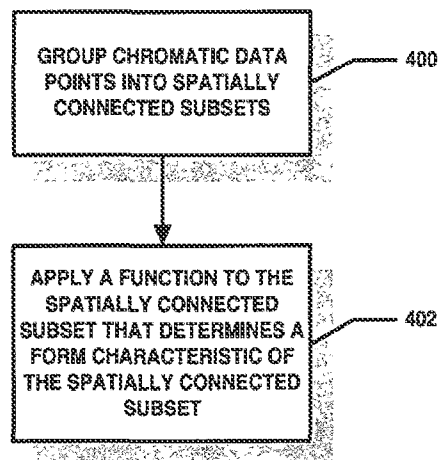 GROUP CHROMATIC DATA
POINTS INTO SPATIALLY
CONNECTED SUBSETS
400
APPLY A FUNCTION TO THE
SPATIALLY CONNECTED
SUBSET THAT DETERMINES A
FORM CHARACTERISTIC OF
THE SPATIALLY CONNECTED
SUBSET
402